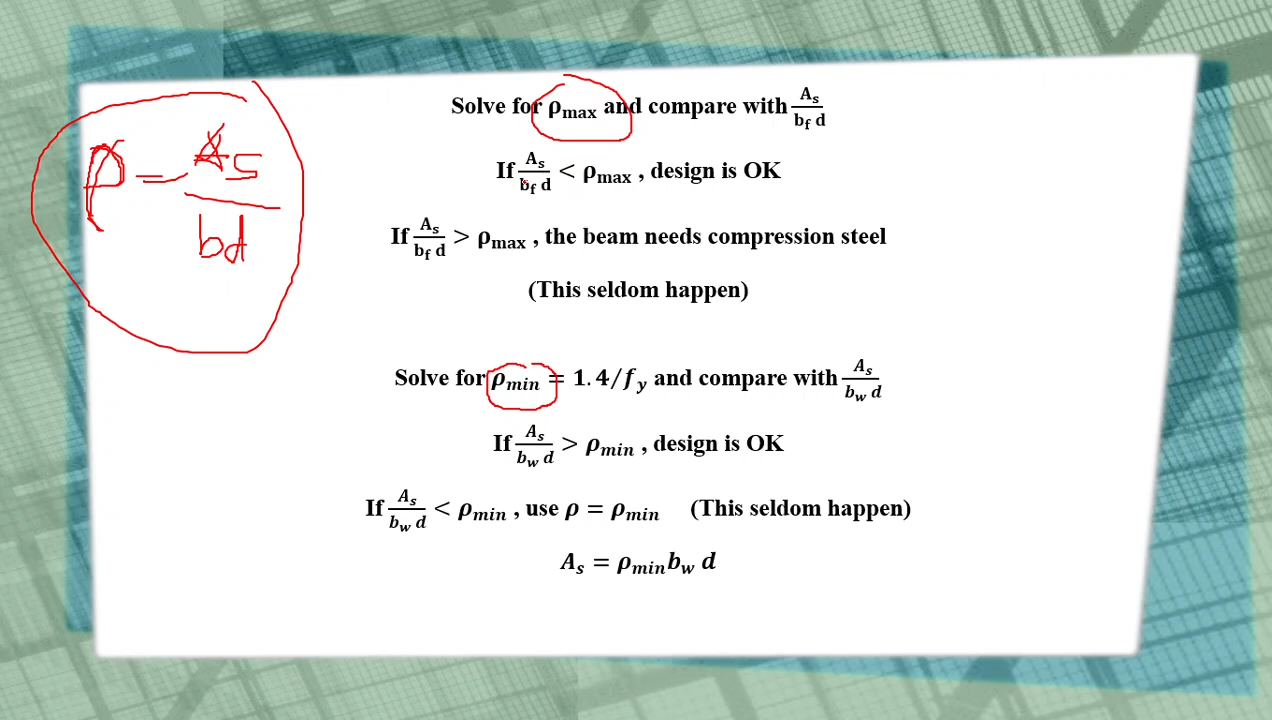 ρ = As/bd
Solve for ρmax and compare with As/bf d
If As/bf d < ρmax , design is OK
If As/bf d > ρmax , the beam needs compression steel
(This seldom happen)
Solve for ρmin = 1.4/fy and compare with As/bw d
If As/bw d > ρmin , design is OK
If As/bw d < ρmin , use ρ = ρmin (This seldom happen)
As = ρmin bw d